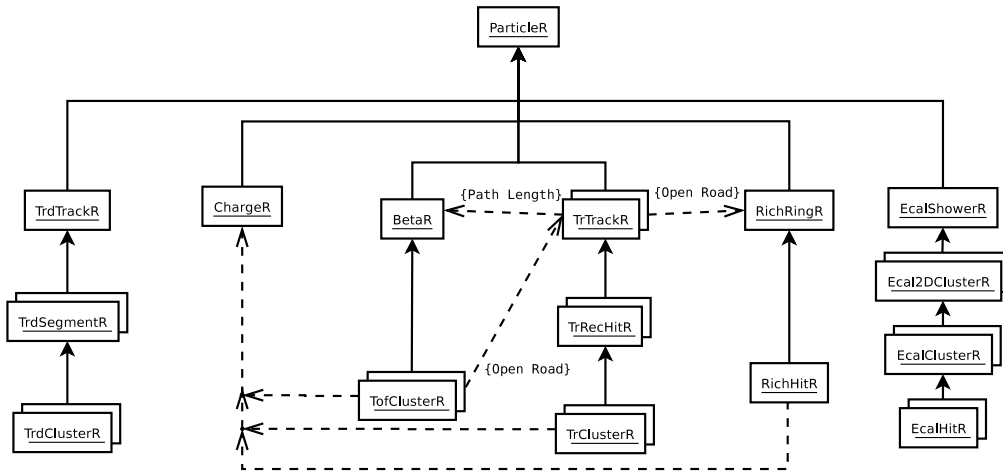 ParticleR
TrdTrackR
ChargeR
BetaR
{Path Length}
TrTrackR
{Open Road}
RichRingR
EcalShowerR
Ecal2DClusterR
TrdSegmentR
TrRecHitR
EcalClusterR
{Open Road}
RichHitR
TofClusterR
TrdClusterR
TrClusterR
EcalHitR